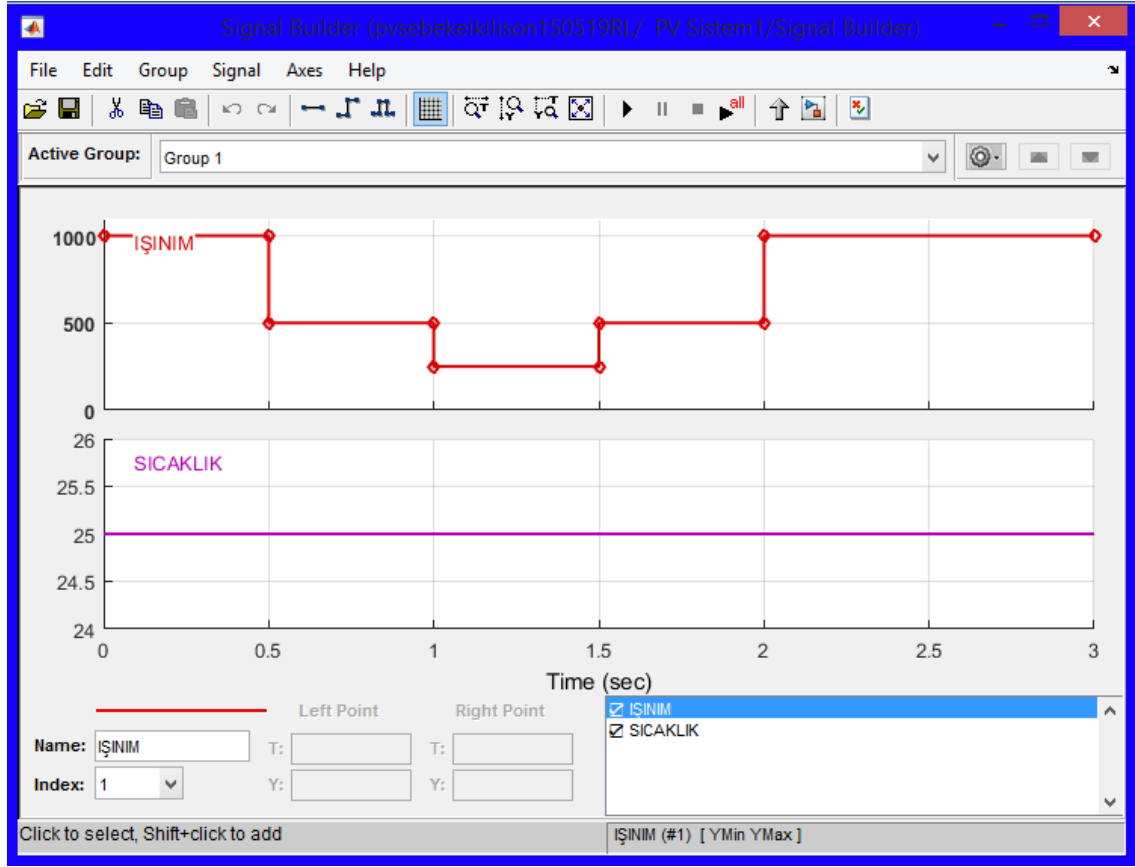 Signal Builder (pvsebekeikilison150519RL/ PV Sistem1/Signal Builder)
File Edit Group Signal Axes Help
all
Active Group: Group 1
1000
500
0
IŞINIM
26
25.5
25
24.5
24
SICAKLIK
0 0.5 1 1.5 2 2.5 3
Time (sec)
Left Point Right Point
Name: IŞINIM T: T:
Index: 1 Y: Y:
IŞINIM
SICAKLIK
Click to select, Shift+click to add
IŞINIM (#1) [ YMin YMax ]